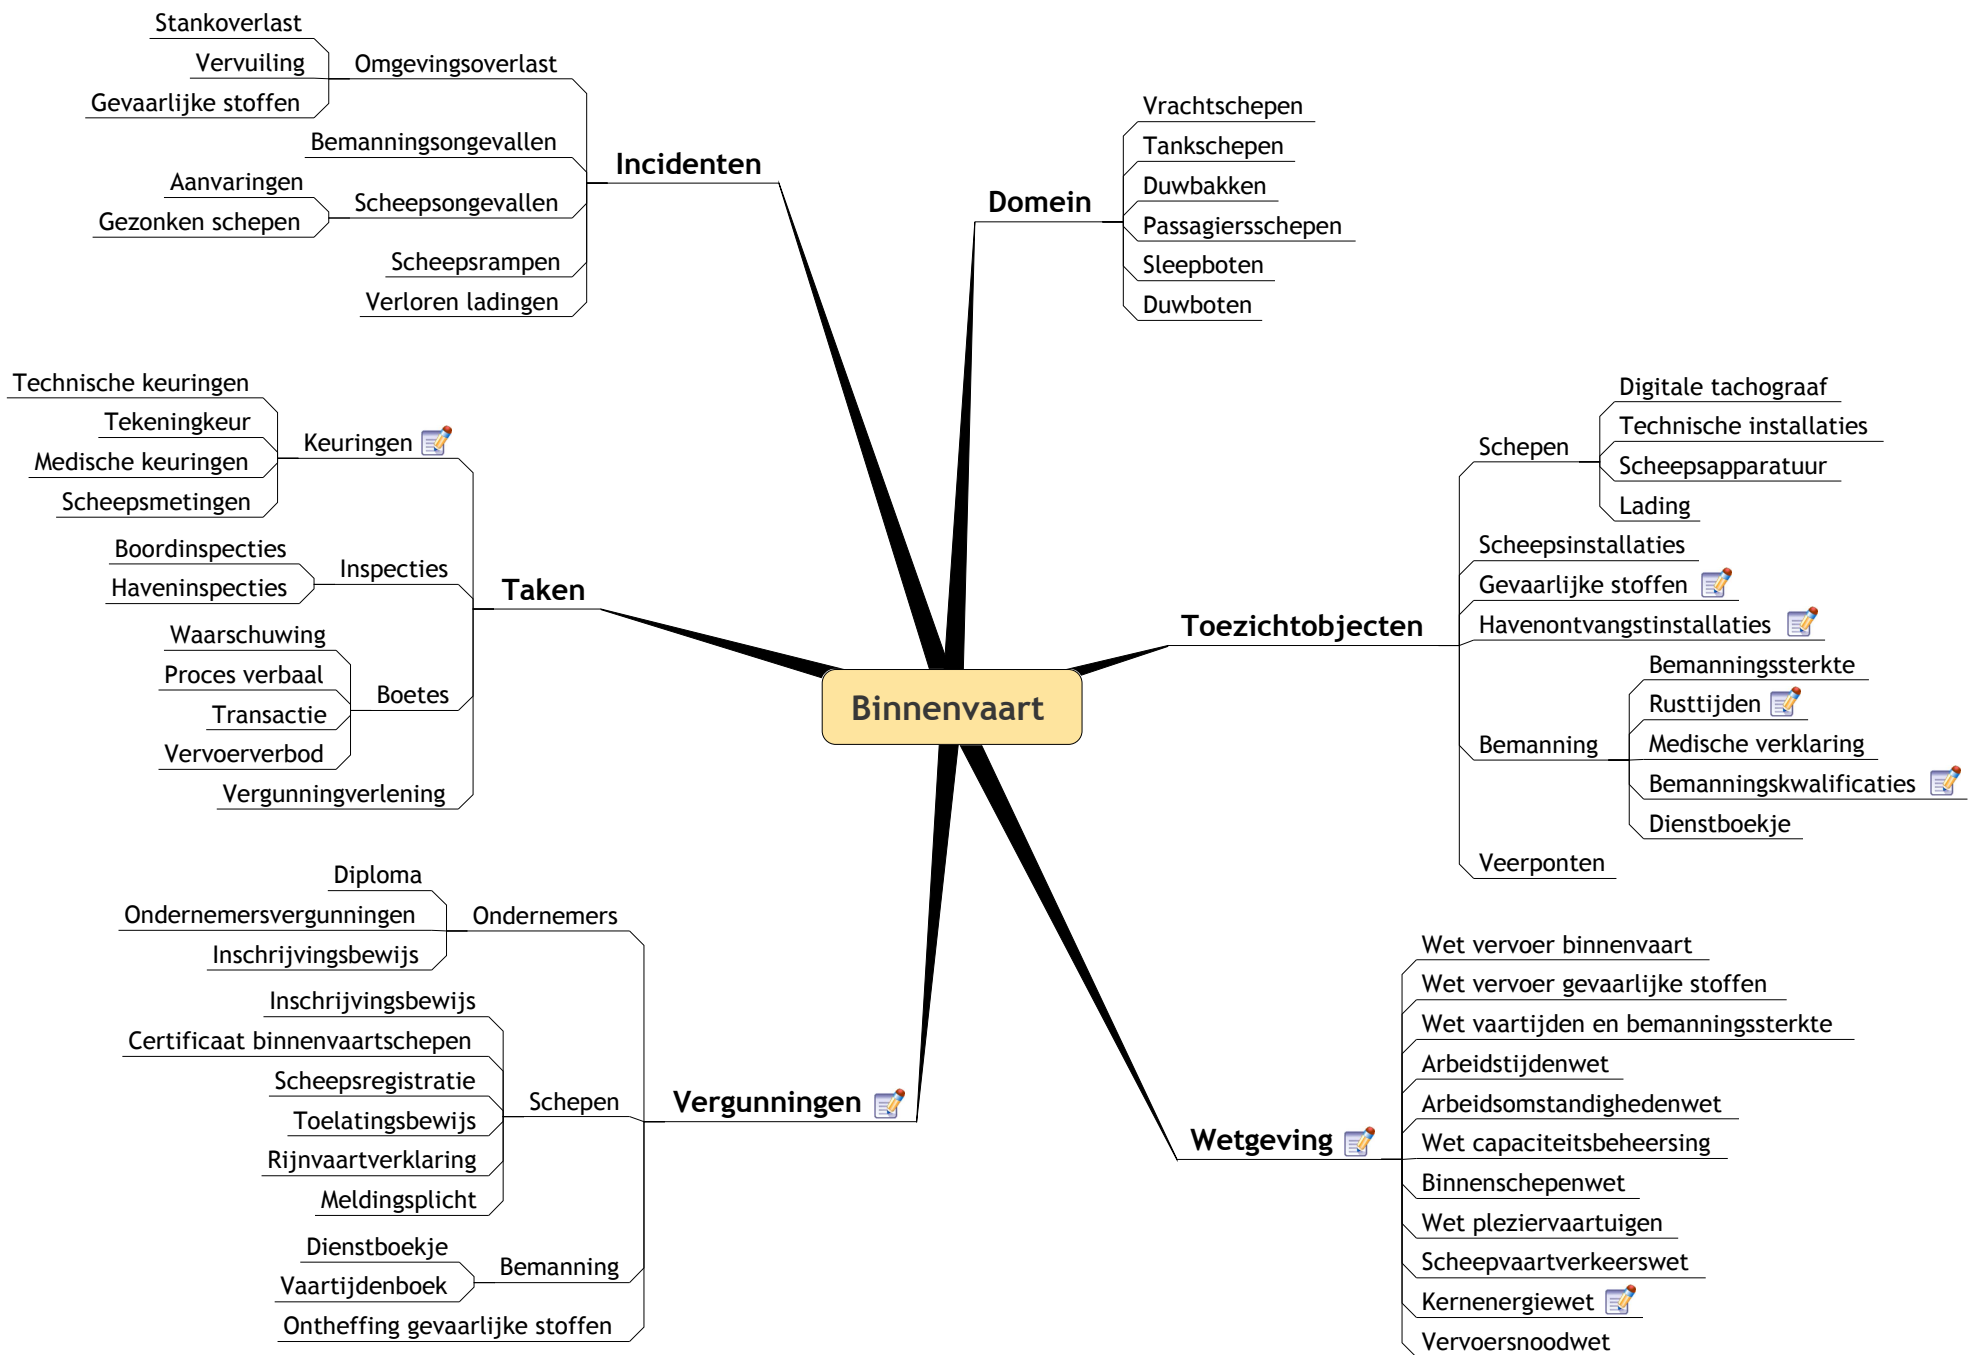 Binnenvaart
Incidenten
Omgevingsoverlast
Stankoverlast
Vervuiling
Gevaarlijke stoffen
Bemanningsongevallen
Scheepsongevallen
Aanvaringen
Gezonken schepen
Scheepsrampen
Verloren ladingen
Taken
Keuringen
Technische keuringen
Tekeningkeur
Medische keuringen
Scheepsmetingen
Inspecties
Boordinspecties
Haveninspecties
Boetes
Waarschuwing
Proces verbaal
Transactie
Vervoerverbod
Vergunningverlening
Vergunningen
Ondernemers
Diploma
Ondernemersvergunningen
Inschrijvingsbewijs
Schepen
Inschrijvingsbewijs
Certificaat binnenvaartschepen
Scheepsregistratie
Toelatingsbewijs
Rijnvaartverklaring
Meldingsplicht
Bemanning
Dienstboekje
Vaartijdenboek
Ontheffing gevaarlijke stoffen
Domein
Vrachtschepen
Tankschepen
Duwbakken
Passagiersschepen
Sleepboten
Duwboten
Toezichtobjecten
Schepen
Digitale tachograaf
Technische installaties
Scheepsapparatuur
Lading
Scheepsinstallaties
Gevaarlijke stoffen
Havenontvangstinstallaties
Bemanning
Bemanningssterkte
Rusttijden
Medische verklaring
Bemanningskwalificaties
Dienstboekje
Veerponten
Wetgeving
Wet vervoer binnenvaart
Wet vervoer gevaarlijke stoffen
Wet vaartijden en bemanningssterkte
Arbeidstijdenwet
Arbeidsomstandighedenwet
Wet capaciteitsbeheersing
Binnenschepenwet
Wet pleziervaartuigen
Scheepvaartverkeerswet
Kernenergiewet
Vervoersnoodwet